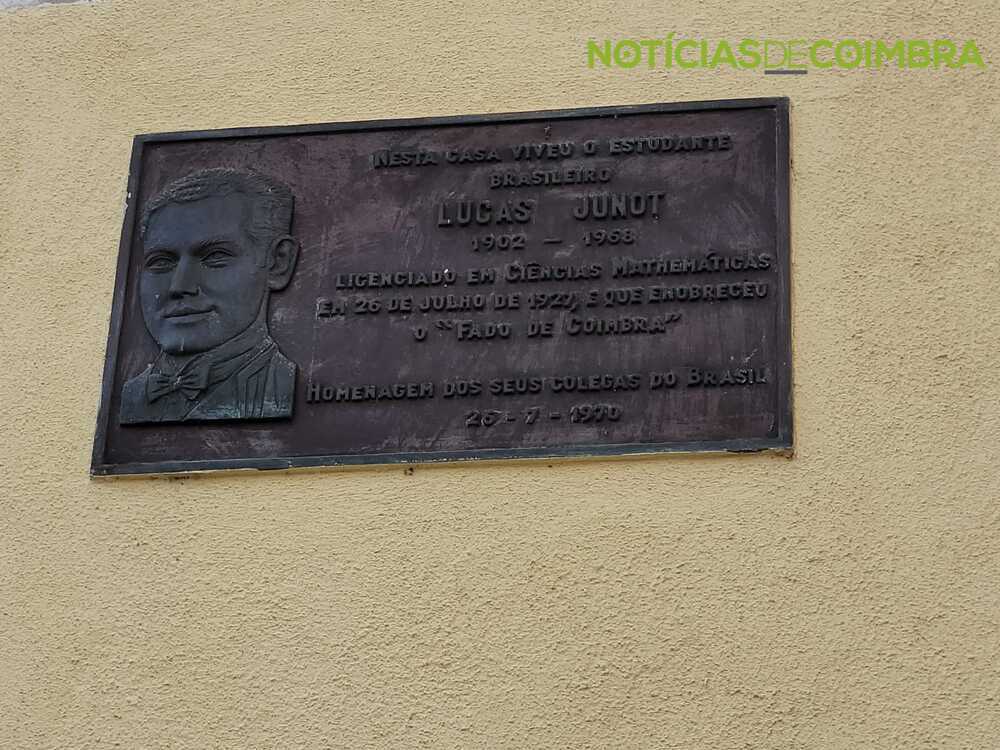 NOTÍCIASDECOIMBRA
NESTA CASA VIVEU O ESTUDANTE
BRASILEIRO
LUCAS JUNOT
1902 – 1968
LICENCIADO EM CIÊNCIAS MATHEMÁTICAS
EM 26 DE JULHO DE 1927, E QUE ENOBRECEU
O "FADO DE COIMBRA"
HOMENAGEM DOS SEUS COLEGAS DO BRASIL
26 - 7 - 1970